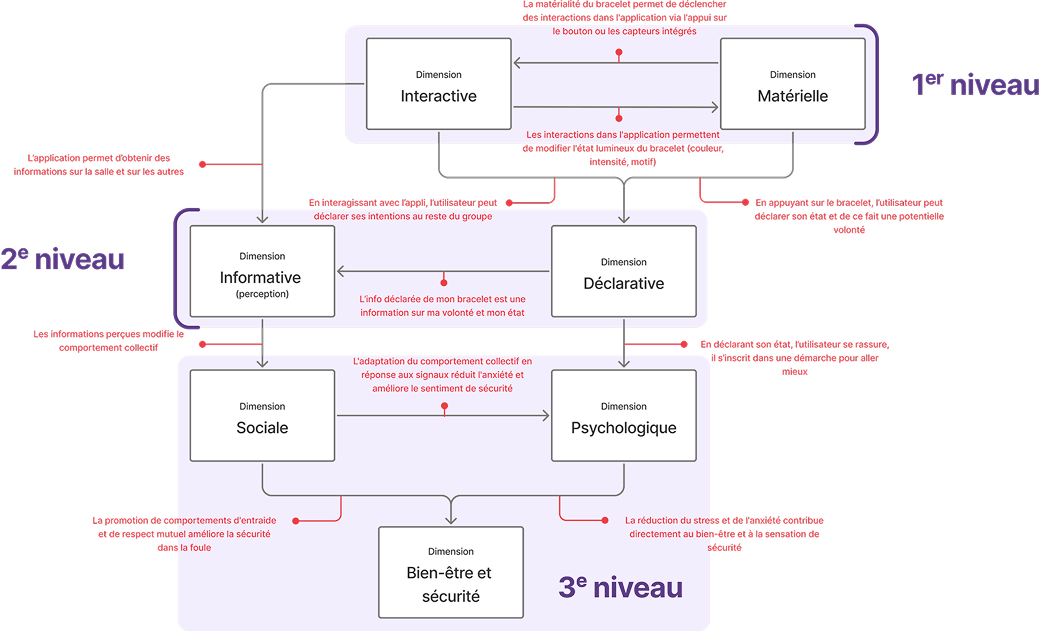 La matérialité du bracelet permet de déclencher
des interactions dans l'application via l'appui sur
le bouton ou les capteurs intégrés
Dimension
Interactive
Dimension
Matérielle
1er niveau
Les interactions dans l'application permettent
de modifier l'état lumineux du bracelet (couleur,
intensité, motif)
L'application permet d'obtenir des
informations sur la salle et sur les autres
En interagissant avec l'appli, l'utilisateur peut
déclarer ses intentions au reste du groupe
En appuyant sur le bracelet, l'utilisateur peut
déclarer son état et de ce fait une potentielle
volonté
2e niveau
Dimension
Informative
(perception)
Dimension
Déclarative
L'info déclarée de mon bracelet est une
information sur ma volonté et mon état
Les informations perçues modifie le
comportement collectif
En déclarant son état, l'utilisateur se rassure,
il s'inscrit dans une démarche pour aller
mieux
L'adaptation du comportement collectif en
réponse aux signaux réduit l'anxiété et
améliore le sentiment de sécurité
Dimension
Sociale
Dimension
Psychologique
La promotion de comportements d'entraide
et de respect mutuel améliore la sécurité
dans la foule
La réduction du stress et de l'anxiété contribue
directement au bien-être et à la sensation de
sécurité
Dimension
Bien-être et
sécurité
3e niveau